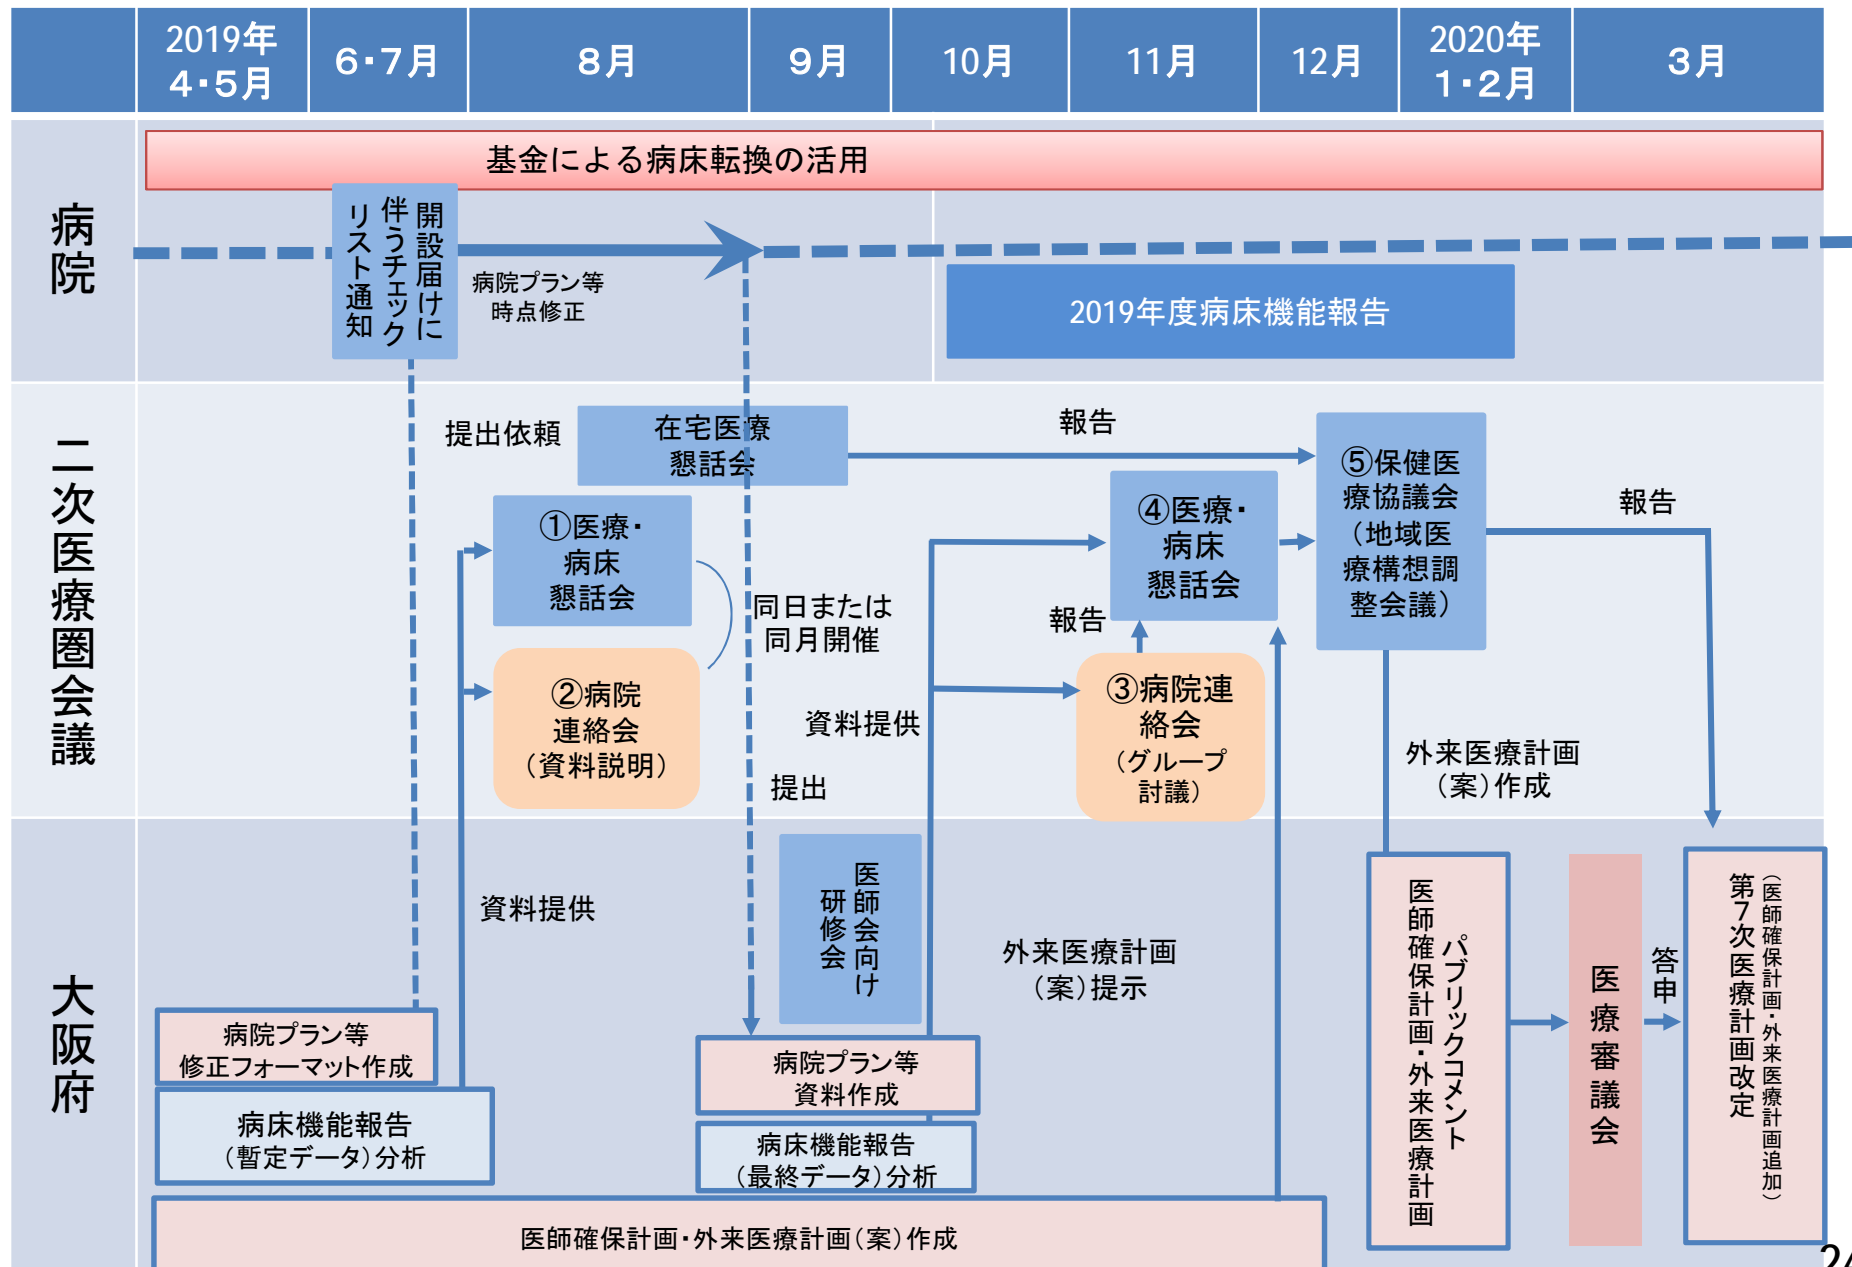 2019年
４・５月
６・７月
８月
９月
10月
11月
12月
2020年
１・２月
３月
病院
基金による病床転換の活用
開設届けに
伴うチェック
リスト通知
病院プラン等
時点修正
2019年度病床機能報告
二次医療圏会議
提出依頼
在宅医療
懇話会
報告
①医療・
病床
懇話会
同日または
同月開催
②病院
連絡会
（資料説明）
資料提供
提出
④医療・
病床
懇話会
報告
③病院連
絡会
（グループ
討議）
⑤保健医
療協議会
（地域医
療構想調
整会議）
報告
外来医療計画
（案）作成
大阪府
資料提供
医師会向け
研修会
外来医療計画
（案）提示
病院プラン等
修正フォーマット作成
病床機能報告
（暫定データ）分析
病院プラン等
資料作成
病床機能報告
（最終データ）分析
医師確保計画・外来医療計画（案）作成
パブリックコメント
医師確保計画・外来医療計画
医療審議会
答申
（医師確保計画・外来医療計画追加）
第７次医療計画改定